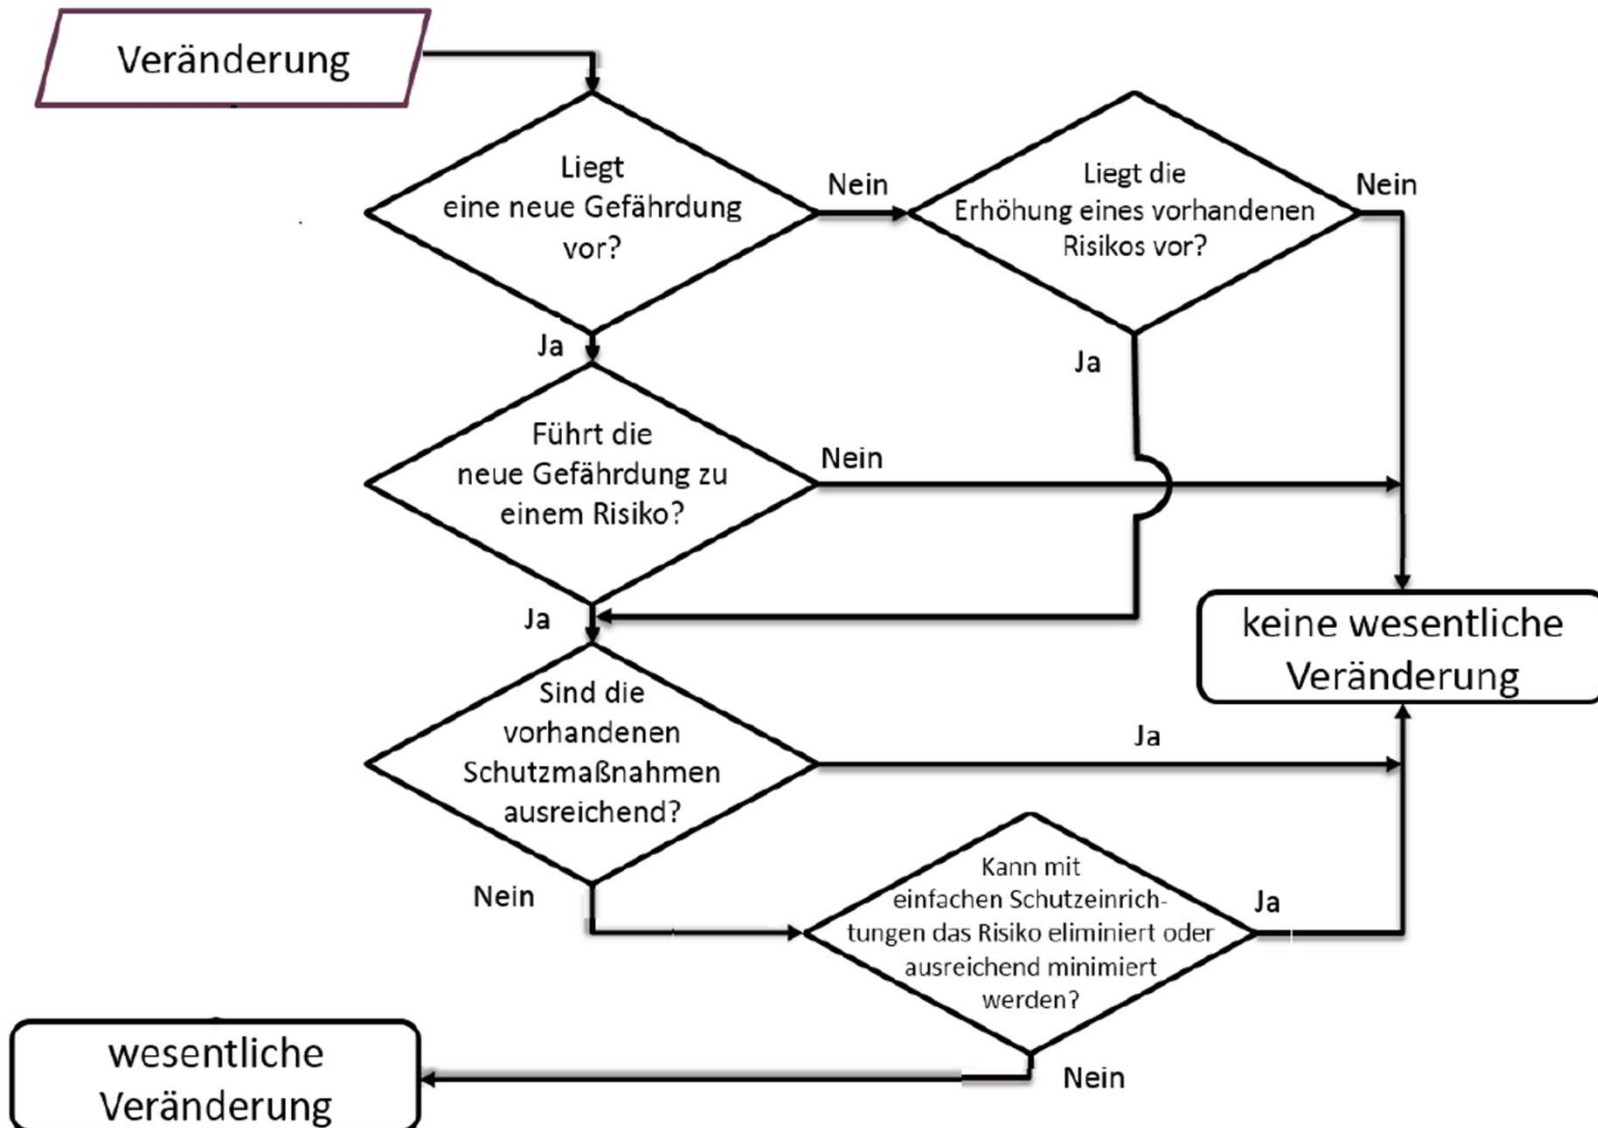 Veränderung
Liegt
eine neue Gefährdung
vor?
Nein
Liegt die
Erhöhung eines vorhandenen
Risikos vor?
Nein
Ja
Ja
Führt die
neue Gefährdung zu
einem Risiko?
Nein
Ja
keine wesentliche
Veränderung
Sind die
vorhandenen
Schutzmaßnahmen
ausreichend?
Ja
Nein
Kann mit
einfachen Schutzeinrich-
tungen das Risiko eliminiert oder
ausreichend minimiert
werden?
Ja
Nein
wesentliche
Veränderung